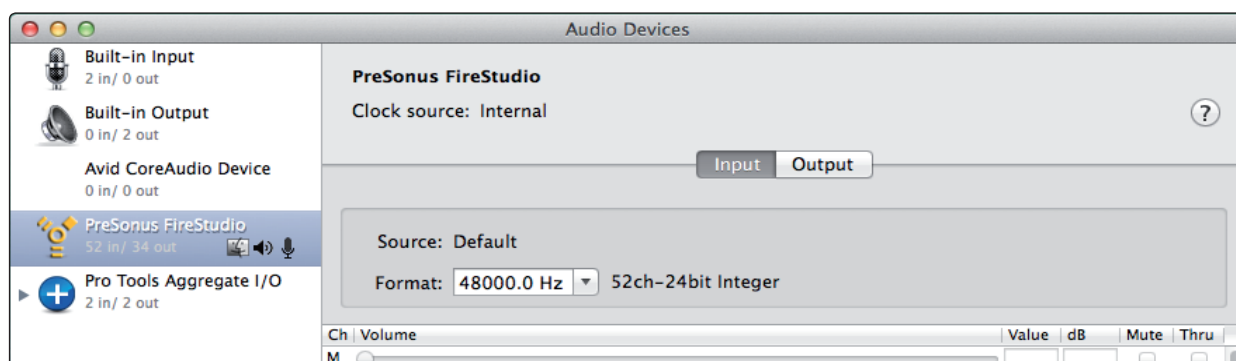 Audio Devices
Built-in Input
2 in/ 0 out
Built-in Output
0 in/ 2 out
Avid CoreAudio Device
0 in/ 0 out
PreSonus FireStudio
52 in/ 34 out
Pro Tools Aggregate I/O
2 in/ 2 out
PreSonus FireStudio
Clock source: Internal
?
Input Output
Source: Default
Format: 48000.0 Hz 52ch-24bit Integer
Ch Volume Value dB Mute Thru
M